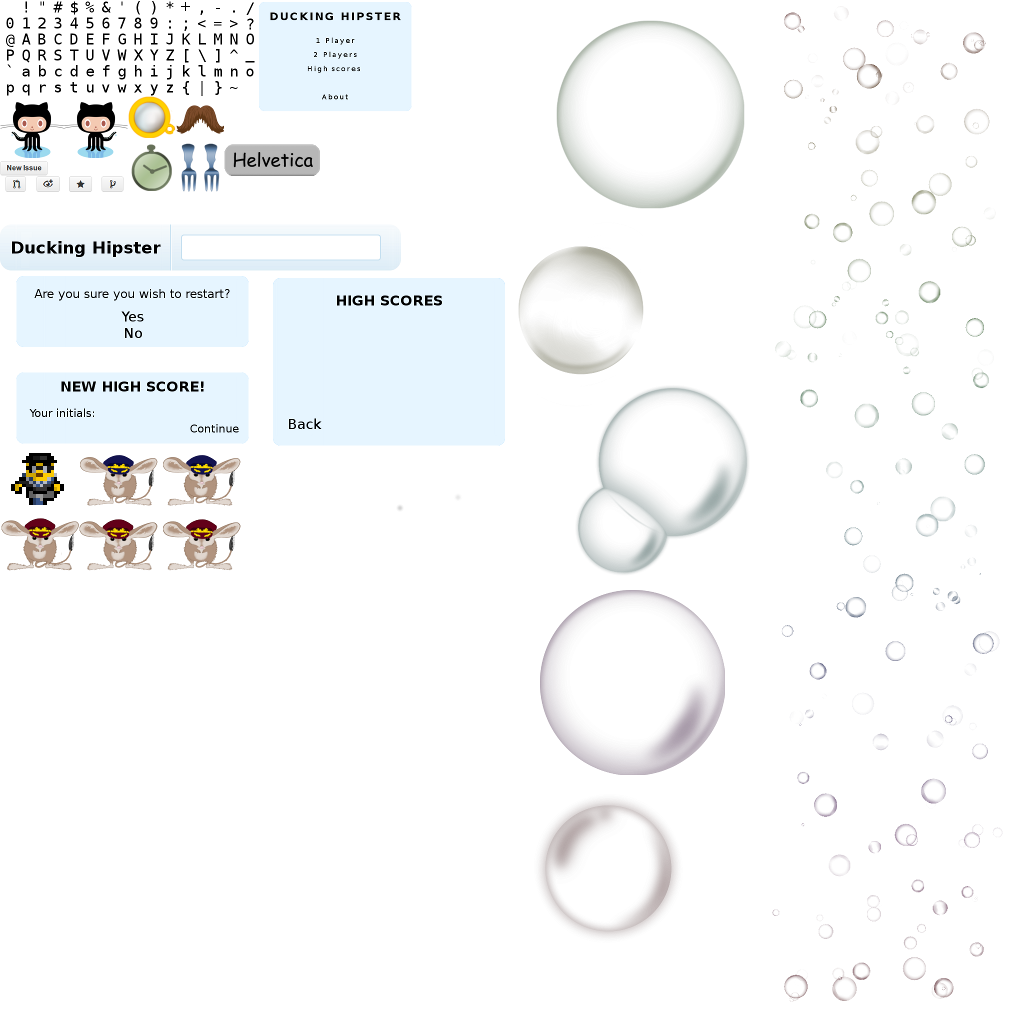 ! " # $ % & ' ( ) * + , - . /
0 1 2 3 4 5 6 7 8 9 : ; < = > ?
@ A B C D E F G H I J K L M N O
P Q R S T U V W X Y Z [ \ ] ^ _
` a b c d e f g h i j k l m n o
p q r s t u v w x y z { | } ~
DUCKING HIPSTER
1 Player
2 Players
High scores
About
New Issue
Helvetica
Ducking Hipster
Are you sure you wish to restart?
Yes
No
HIGH SCORES
Back
NEW HIGH SCORE!
Your initials:
Continue